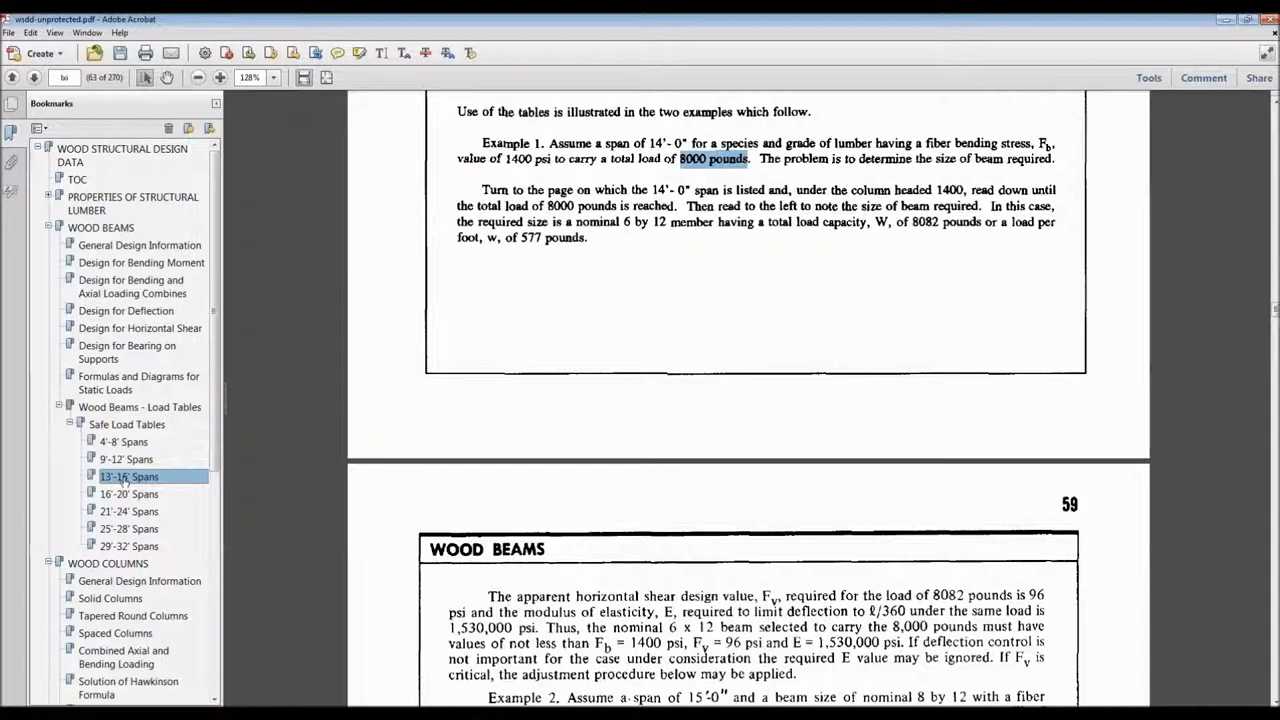 wsdd-unprotected.pdf - Adobe Acrobat
File Edit View Window Help
Create
lxi (63 of 270) 128% Tools Comment Share
Bookmarks
WOOD STRUCTURAL DESIGN
DATA
TOC
PROPERTIES OF STRUCTURAL
LUMBER
WOOD BEAMS
General Design Information
Design for Bending Moment
Design for Bending and
Axial Loading Combines
Design for Deflection
Design for Horizontal Shear
Design for Bearing on
Supports
Formulas and Diagrams for
Static Loads
Wood Beams - Load Tables
Safe Load Tables
4'-8' Spans
9'-12' Spans
13'-16' Spans
16'-20' Spans
21'-24' Spans
25'-28' Spans
29'-32' Spans
WOOD COLUMNS
General Design Information
Solid Columns
Tapered Round Columns
Spaced Columns
Combined Axial and
Bending Loading
Solution of Hawkinson
Formula
Use of the tables is illustrated in the two examples which follow.
Example 1. Assume a span of 14'- 0" for a species and grade of lumber having a fiber bending stress, Fb,
value of 1400 psi to carry a total load of 8000 pounds. The problem is to determine the size of beam required.
Turn to the page on which the 14'- 0" span is listed and, under the column headed 1400, read down until
the total load of 8000 pounds is reached. Then read to the left to note the size of beam required. In this case,
the required size is a nominal 6 by 12 member having a total load capacity, W, of 8082 pounds or a load per
foot, w, of 577 pounds.
59
WOOD BEAMS
The apparent horizontal shear design value, Fv, required for the load of 8082 pounds is 96
psi and the modulus of elasticity, E, required to limit deflection to ℓ/360 under the same load is
1,530,000 psi. Thus, the nominal 6 x 12 beam selected to carry the 8,000 pounds must have
values of not less than Fb = 1400 psi, Fv = 96 psi and E = 1,530,000 psi. If deflection control is
not important for the case under consideration the required E value may be ignored. If Fv is
critical, the adjustment procedure below may be applied.
Example 2. Assume a span of 15'-0" and a beam size of nominal 8 by 12 with a fiber